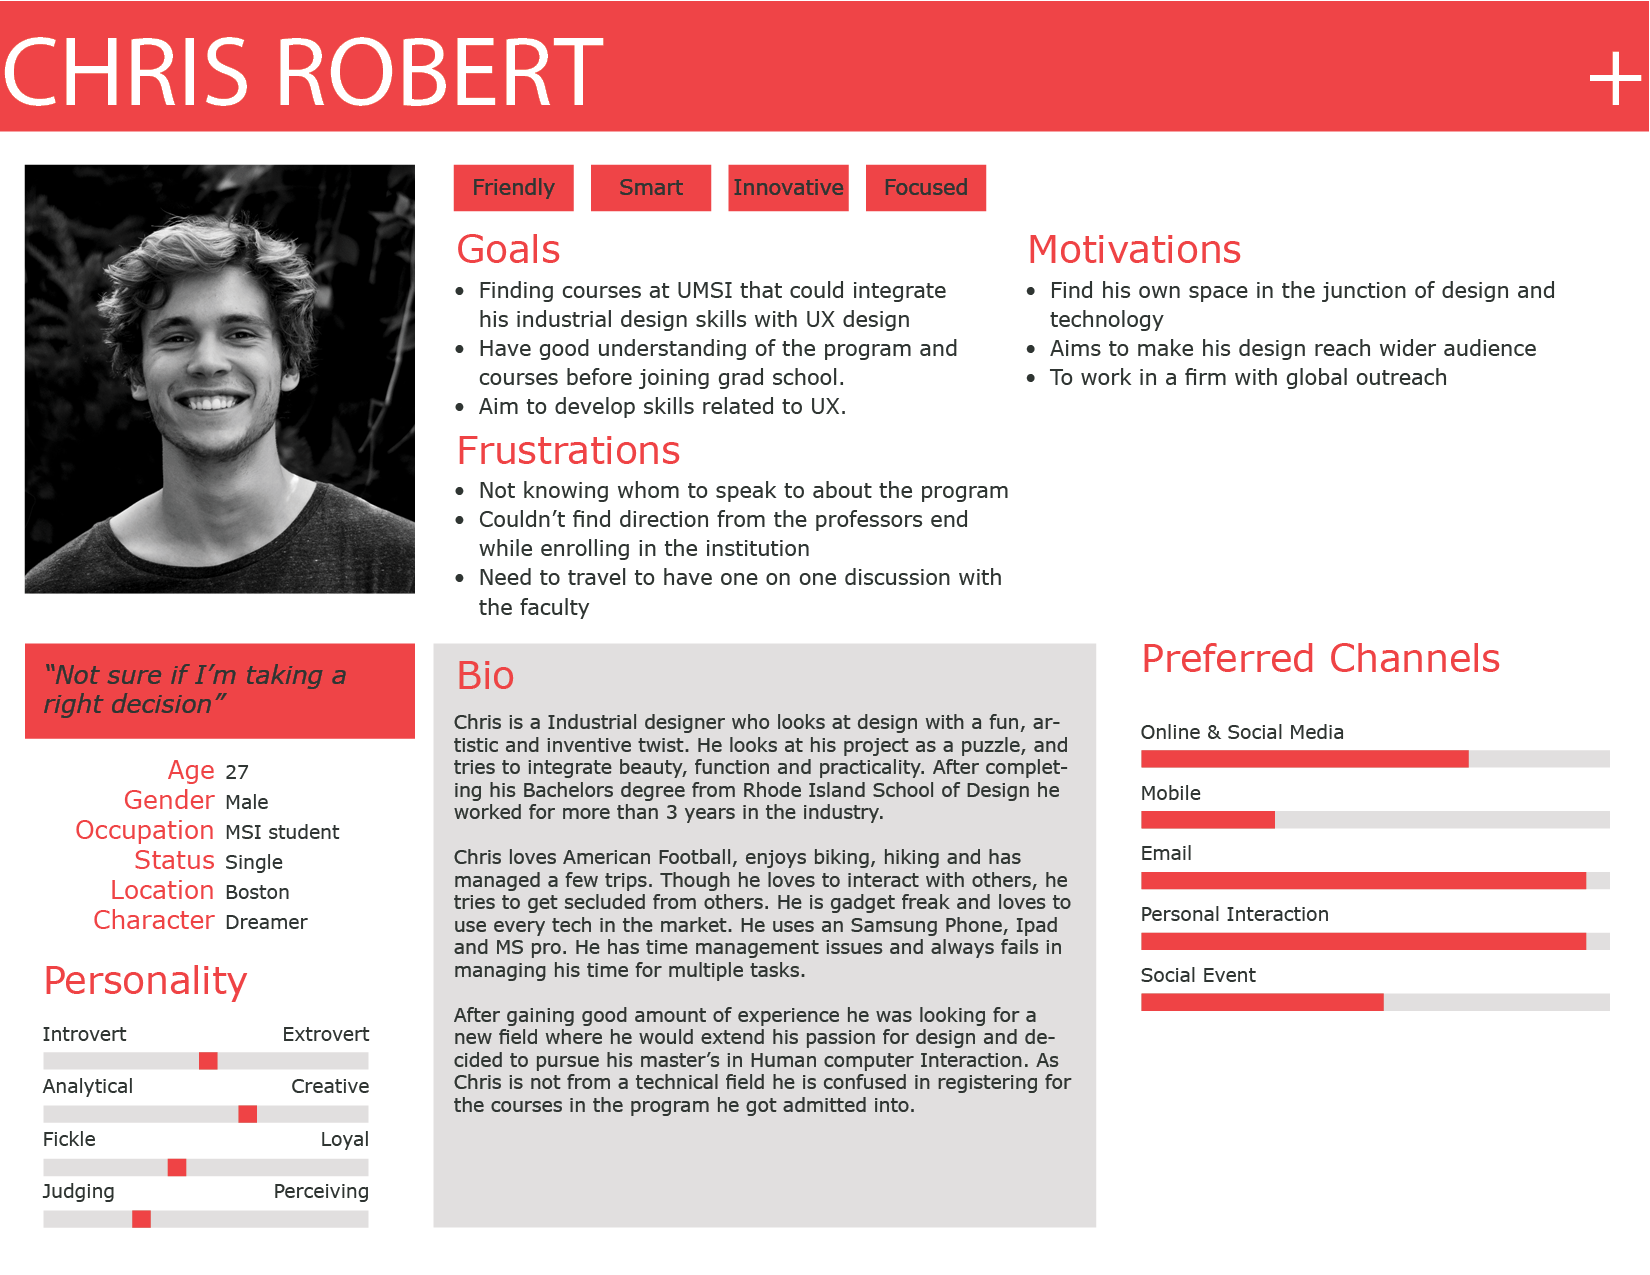 CHRIS ROBERT
+
Friendly
Smart
Innovative
Focused
Goals
• Finding courses at UMSI that could integrate
his industrial design skills with UX design
• Have good understanding of the program and
courses before joining grad school.
• Aim to develop skills related to UX.
Motivations
• Find his own space in the junction of design and
technology
• Aims to make his design reach wider audience
• To work in a firm with global outreach
Frustrations
• Not knowing whom to speak to about the program
• Couldn’t find direction from the professors end
while enrolling in the institution
• Need to travel to have one on one discussion with
the faculty
“Not sure if I’m taking a
right decision”
Age 27
Gender Male
Occupation MSI student
Status Single
Location Boston
Character Dreamer
Personality
Introvert Extrovert
Analytical Creative
Fickle Loyal
Judging Perceiving
Bio
Chris is a Industrial designer who looks at design with a fun, ar-
tistic and inventive twist. He looks at his project as a puzzle, and
tries to integrate beauty, function and practicality. After complet-
ing his Bachelors degree from Rhode Island School of Design he
worked for more than 3 years in the industry.
Chris loves American Football, enjoys biking, hiking and has
managed a few trips. Though he loves to interact with others, he
tries to get secluded from others. He is gadget freak and loves to
use every tech in the market. He uses an Samsung Phone, Ipad
and MS pro. He has time management issues and always fails in
managing his time for multiple tasks.
After gaining good amount of experience he was looking for a
new field where he would extend his passion for design and de-
cided to pursue his master’s in Human computer Interaction. As
Chris is not from a technical field he is confused in registering for
the courses in the program he got admitted into.
Preferred Channels
Online & Social Media
Mobile
Email
Personal Interaction
Social Event